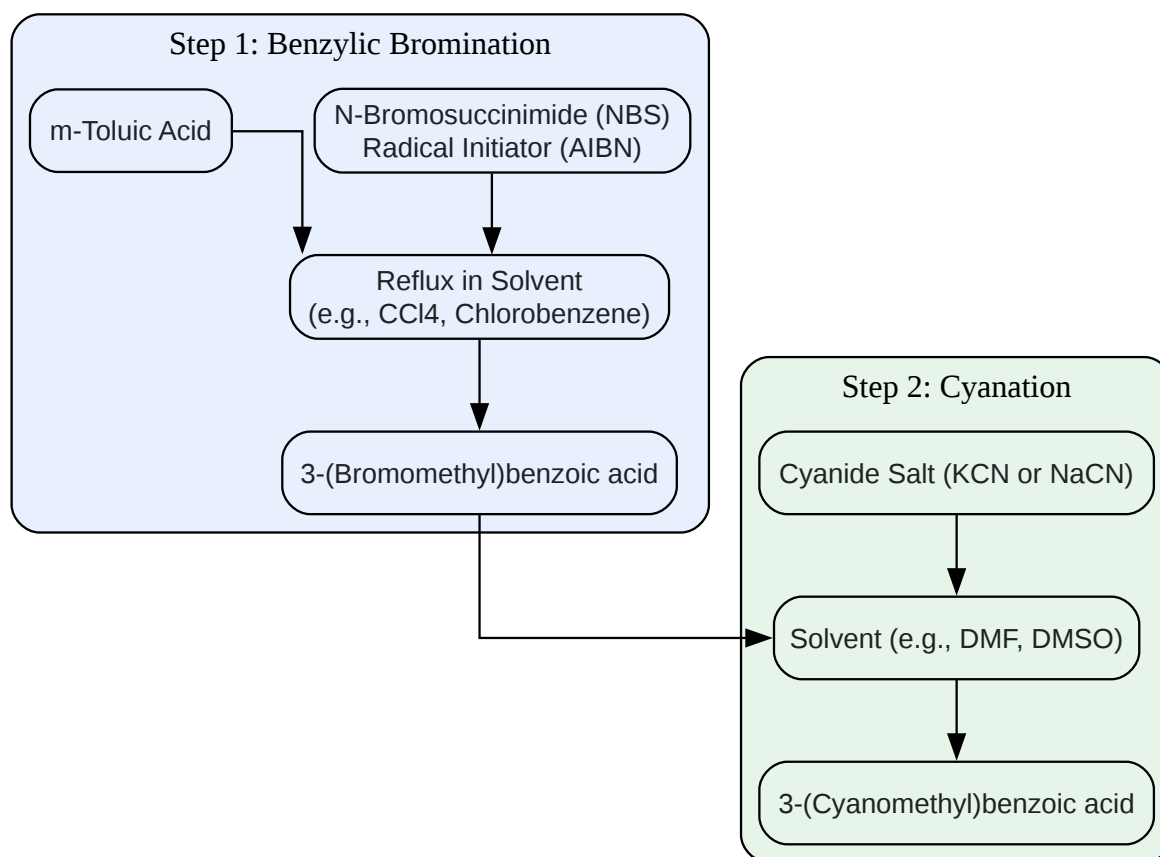 Step 1: Benzylic Bromination
m-Toluic Acid
N-Bromosuccinimide (NBS)
Radical Initiator (AIBN)
Reflux in Solvent
(e.g., CCl4, Chlorobenzene)
3-(Bromomethyl)benzoic acid
Step 2: Cyanation
Cyanide Salt (KCN or NaCN)
Solvent (e.g., DMF, DMSO)
3-(Cyanomethyl)benzoic acid